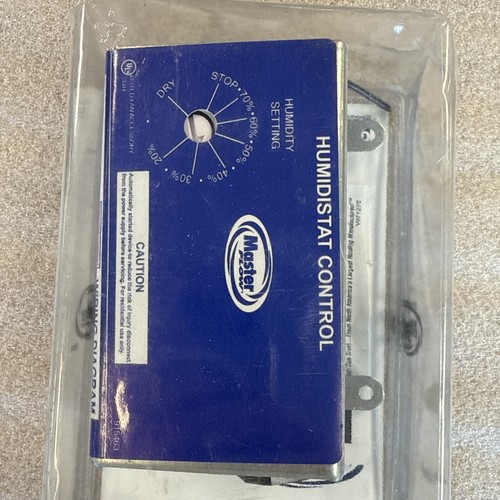 HUMIDISTAT CONTROL
HUMIDITY
SETTING
DRY
STOP•70%•60%•50%•40%
30%
20%
Master
Flow
CAUTION
Automatically started device-to reduce the risk of injury disconnect
from the power supply before servicing. For residential use only.
DIAGRAM